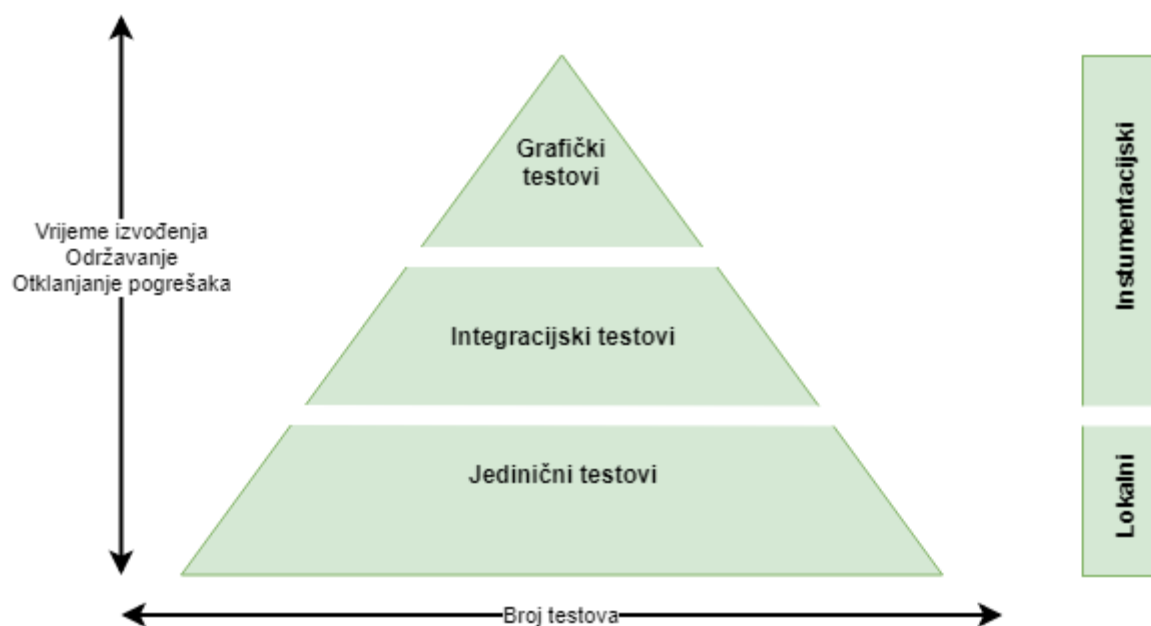 Grafički
testovi
Vrijeme izvođenja
Održavanje
Otklanjanje pogrešaka
Integracijski testovi
Jedinični testovi
Broj testova
Instumentacijski
Lokalni